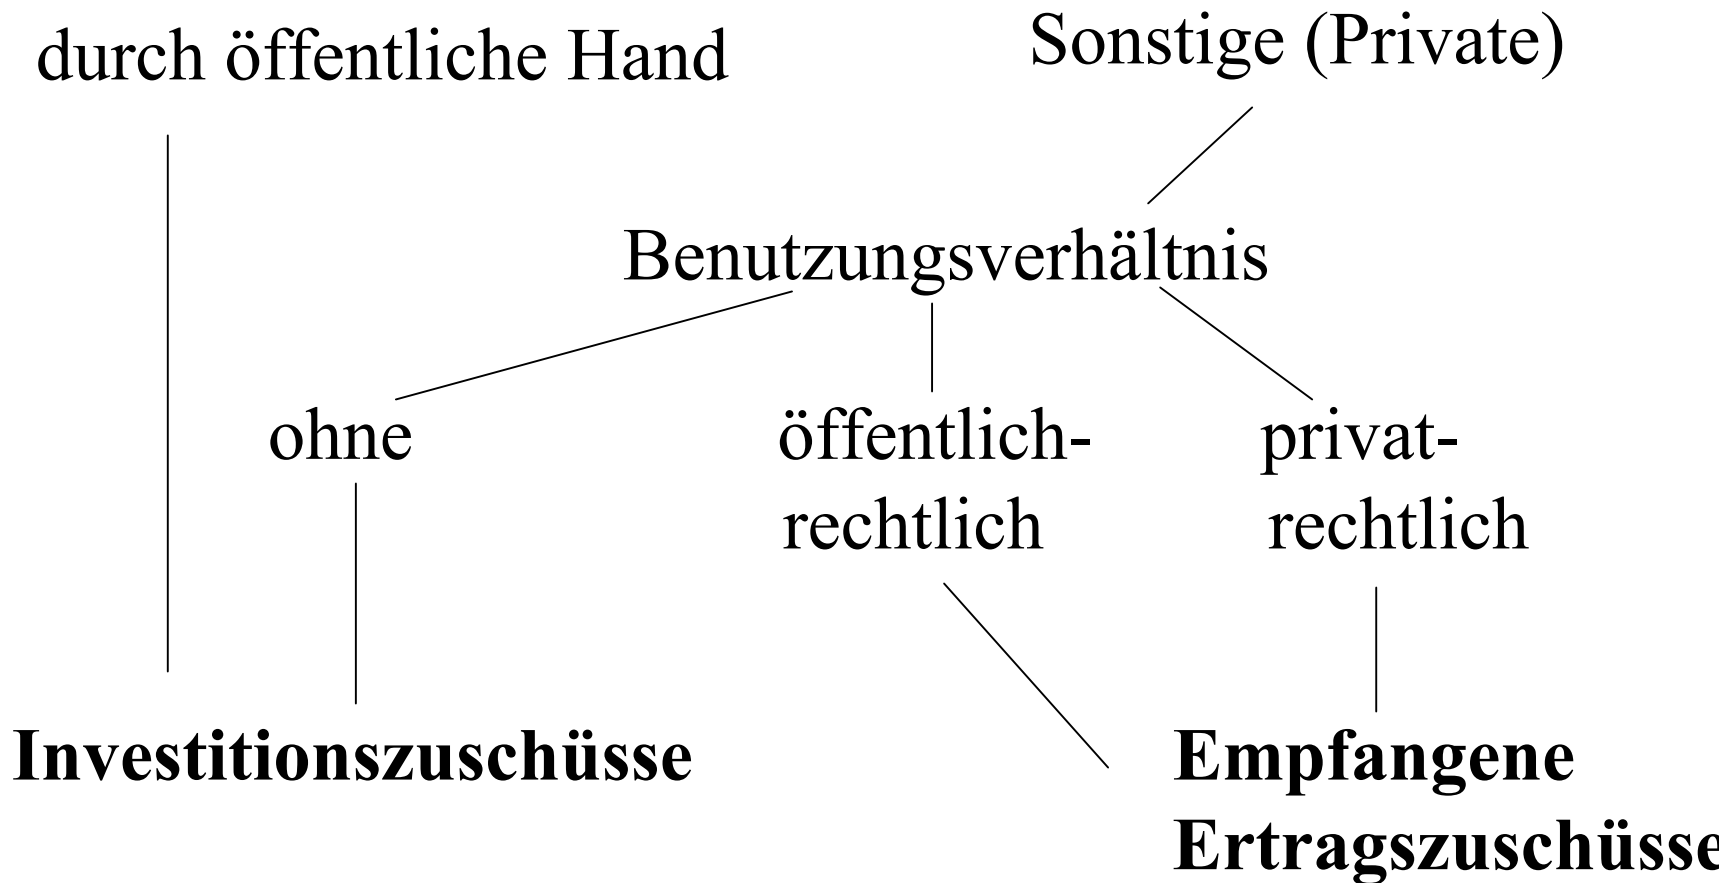 durch öffentliche Hand
Sonstige (Private)
Benutzungsverhältnis
ohne
öffentlich-
rechtlich
privat-
rechtlich
Investitionszuschüsse
Empfangene
Ertragszuschüsse